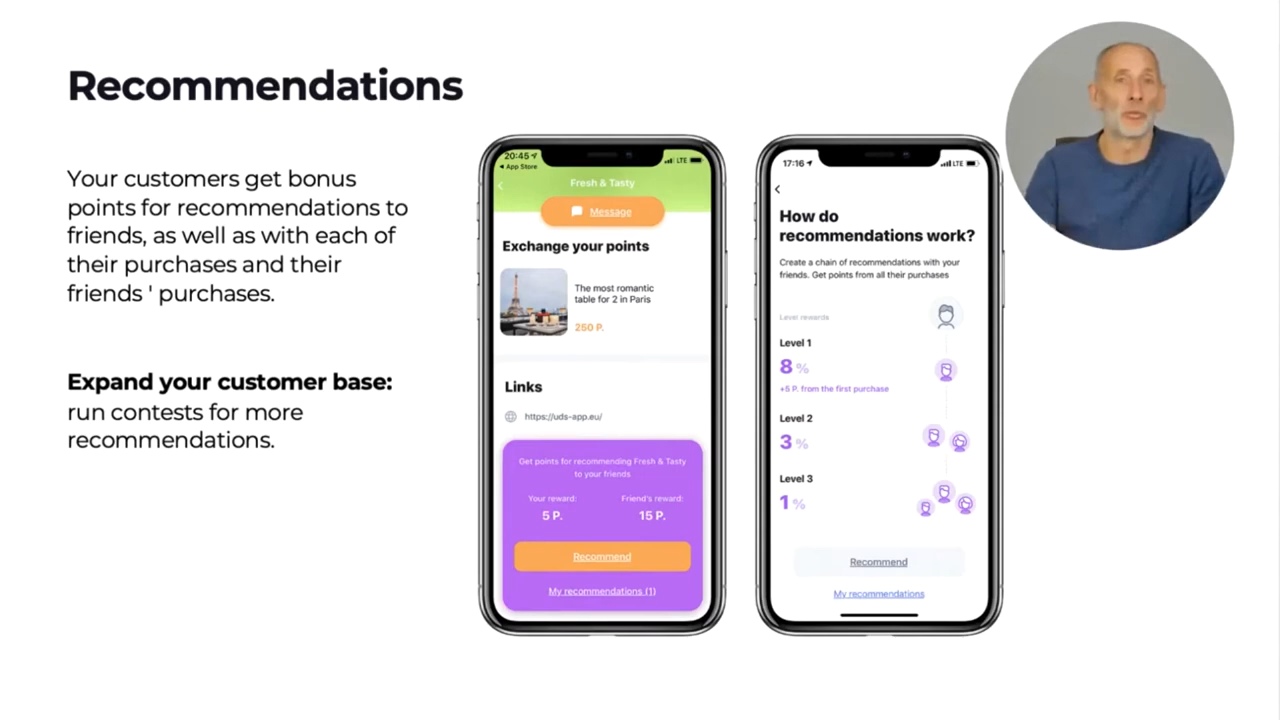 Recommendations
Your customers get bonus
points for recommendations to
friends, as well as with each of
their purchases and their
friends ' purchases.
Expand your customer base:
run contests for more
recommendations.
20:45
LTE
App Store
Fresh & Tasty
Message
Exchange your points
The most romantic
table for 2 in Paris
250 P.
Links
https://uds-app.eu/
Get points for recommending Fresh & Tasty
to your friends
Your reward: Friend's reward:
5 P. 15 P.
Recommend
My recommendations (1)
17:16 LTE
How do
recommendations work?
Create a chain of recommendations with your
friends. Get points from all their purchases
Level rewards
Level 1
8 %
+5 P. from the first purchase
Level 2
3 %
Level 3
1 %
Recommend
My recommendations